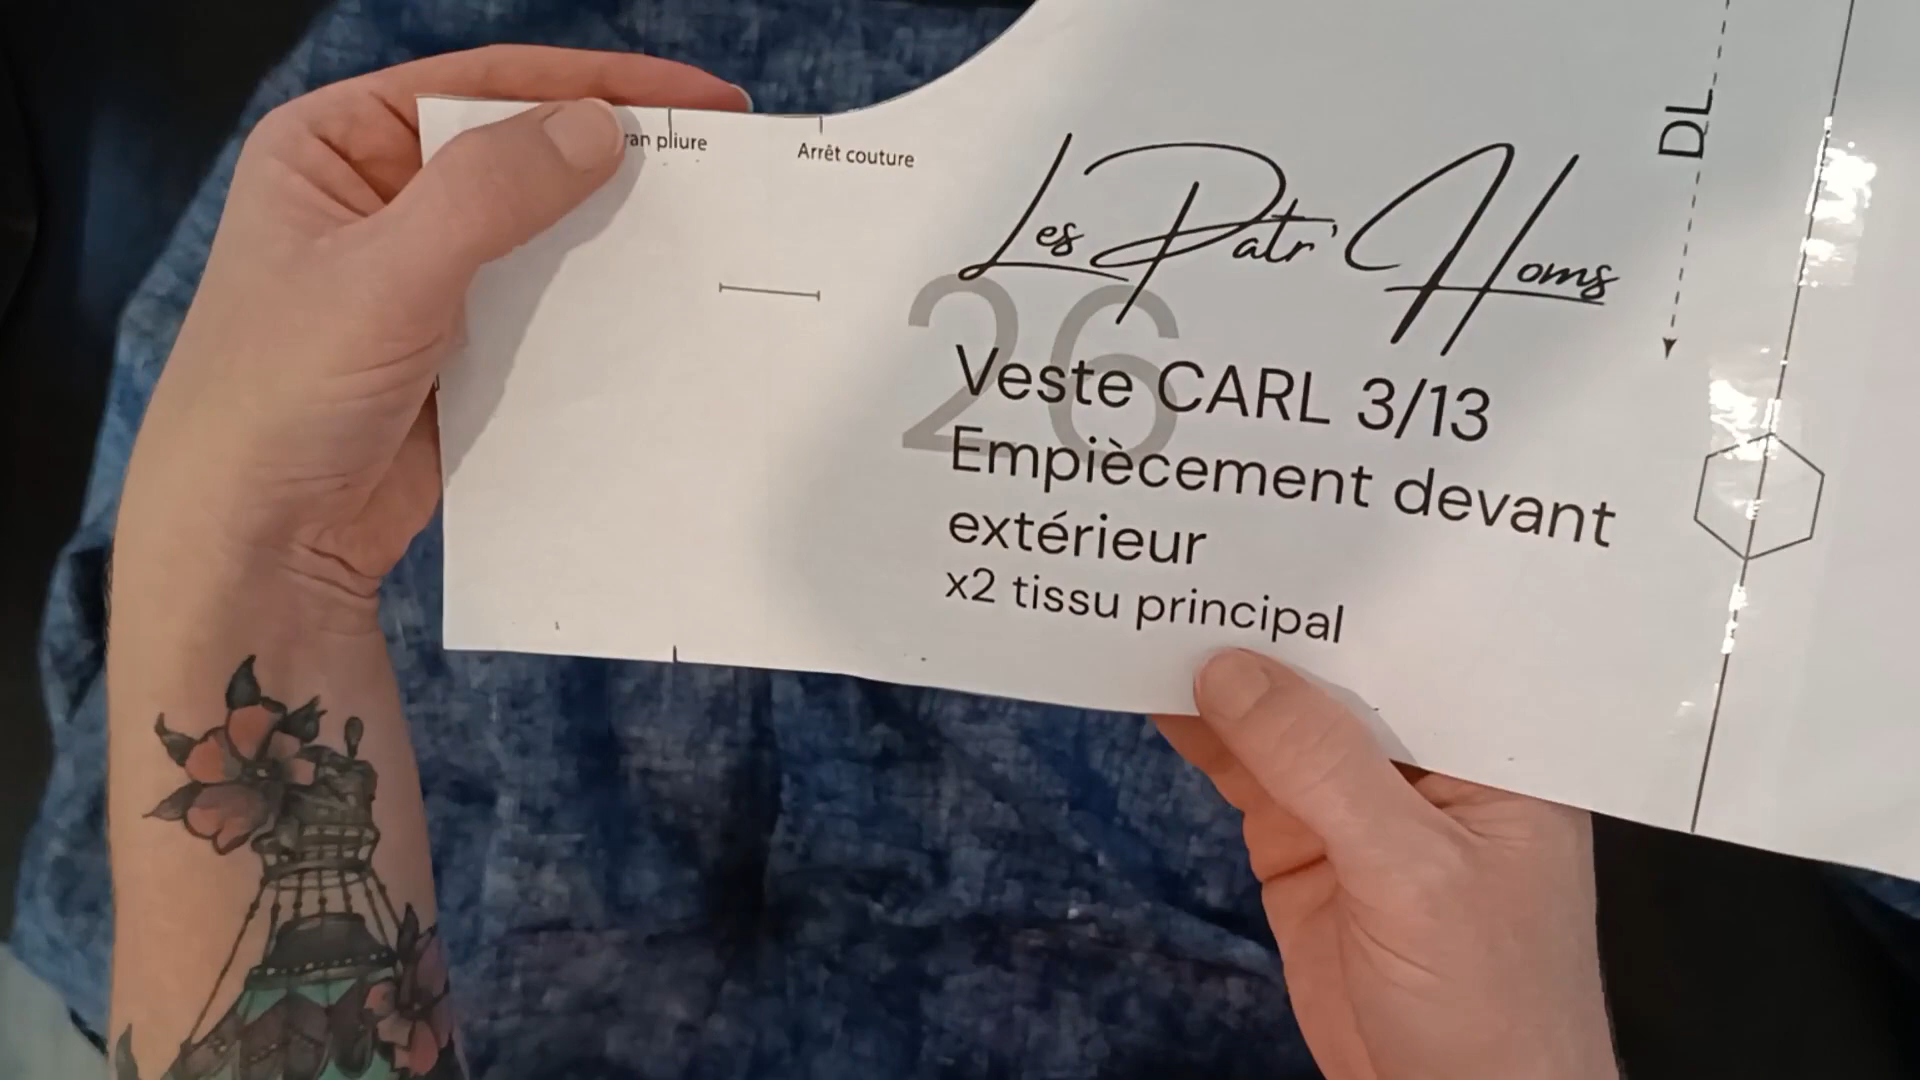 ran pliure
Arrêt couture
DL
Les Patr'Homs
26
Veste CARL 3/13
Empiècement devant
extérieur
x2 tissu principal